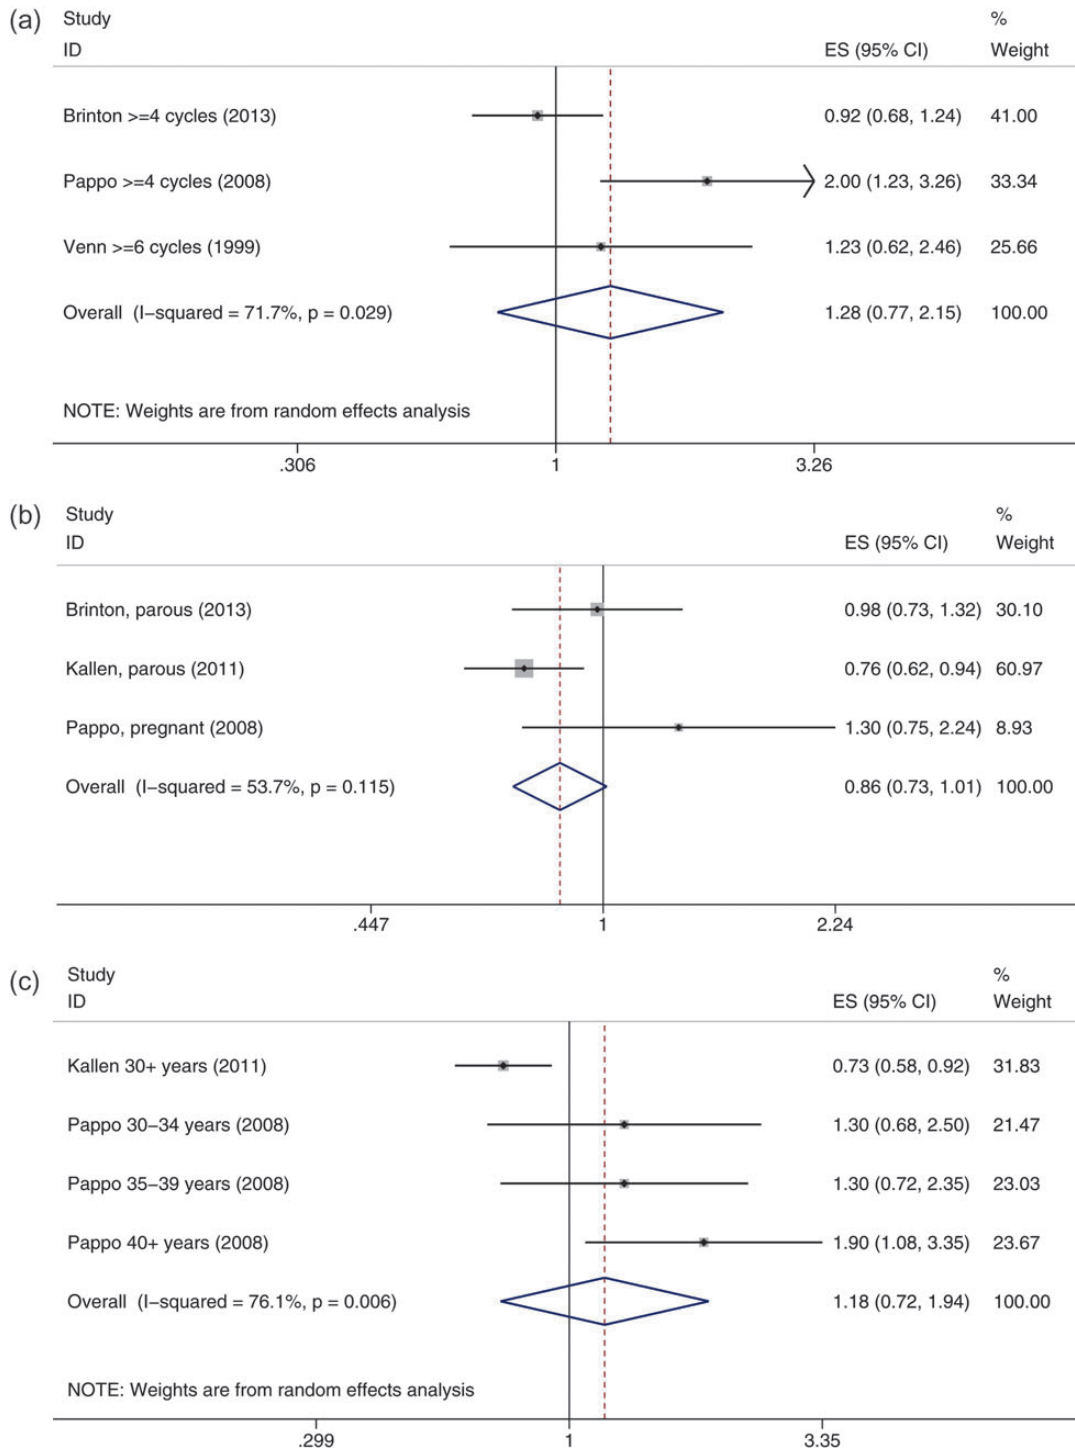 (a) Study %
ID ES (95% CI) Weight
Brinton >=4 cycles (2013) 0.92 (0.68, 1.24) 41.00
Pappo >=4 cycles (2008) 2.00 (1.23, 3.26) 33.34
Venn >=6 cycles (1999) 1.23 (0.62, 2.46) 25.66
Overall (I−squared = 71.7%, p = 0.029) 1.28 (0.77, 2.15) 100.00
NOTE: Weights are from random effects analysis
.306 1 3.26
(b) Study %
ID ES (95% CI) Weight
Brinton, parous (2013) 0.98 (0.73, 1.32) 30.10
Kallen, parous (2011) 0.76 (0.62, 0.94) 60.97
Pappo, pregnant (2008) 1.30 (0.75, 2.24) 8.93
Overall (I−squared = 53.7%, p = 0.115) 0.86 (0.73, 1.01) 100.00
.447 1 2.24
(c) Study %
ID ES (95% CI) Weight
Kallen 30+ years (2011) 0.73 (0.58, 0.92) 31.83
Pappo 30−34 years (2008) 1.30 (0.68, 2.50) 21.47
Pappo 35−39 years (2008) 1.30 (0.72, 2.35) 23.03
Pappo 40+ years (2008) 1.90 (1.08, 3.35) 23.67
Overall (I−squared = 76.1%, p = 0.006) 1.18 (0.72, 1.94) 100.00
NOTE: Weights are from random effects analysis
.299 1 3.35